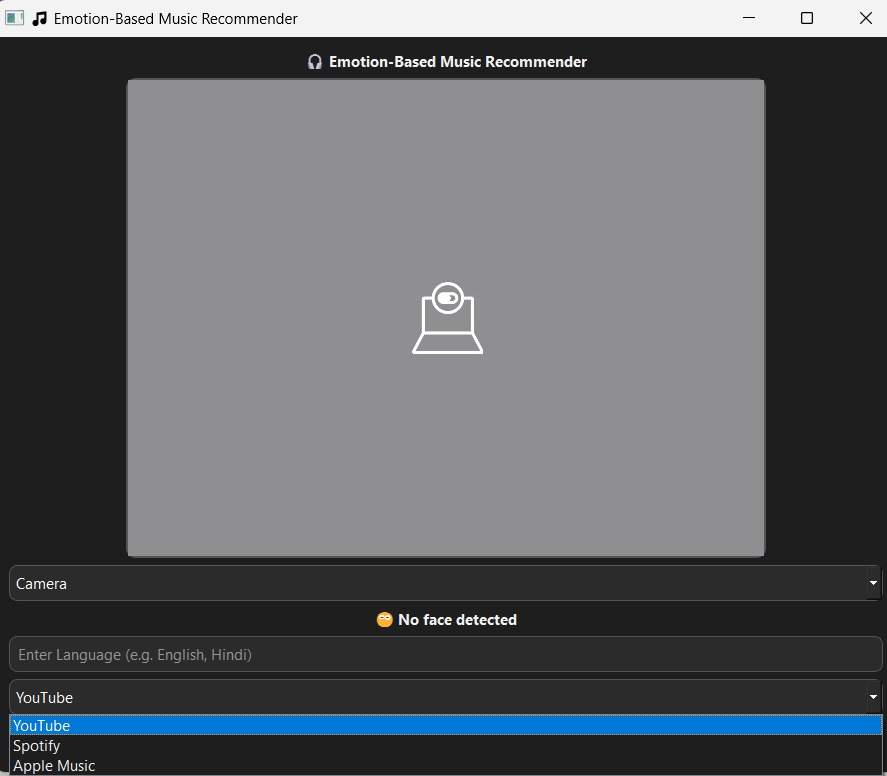 🎵 Emotion-Based Music Recommender
🎧 Emotion-Based Music Recommender
Camera
No face detected
Enter Language (e.g. English, Hindi)
YouTube
YouTube
Spotify
Apple Music